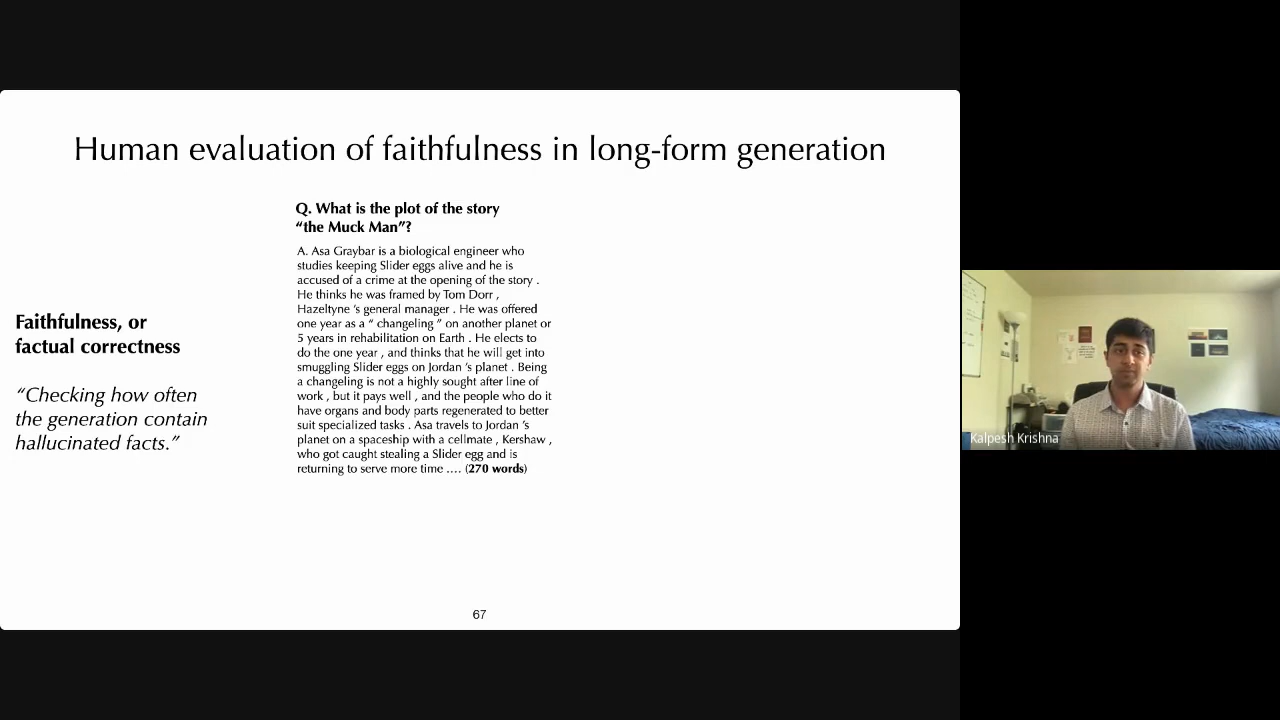 Human evaluation of faithfulness in long-form generation
Q. What is the plot of the story
“the Muck Man”?
A. Asa Graybar is a biological engineer who
studies keeping Slider eggs alive and he is
accused of a crime at the opening of the story .
He thinks he was framed by Tom Dorr ,
Hazeltyne ‘s general manager . He was offered
one year as a “ changeling ” on another planet or
5 years in rehabilitation on Earth . He elects to
do the one year , and thinks that he will get into
smuggling Slider eggs on Jordan ‘s planet . Being
a changeling is not a highly sought after line of
work , but it pays well , and the people who do it
have organs and body parts regenerated to better
suit specialized tasks . Asa travels to Jordan ‘s
planet on a spaceship with a cellmate , Kershaw ,
who got caught stealing a Slider egg and is
returning to serve more time …. (270 words)
Faithfulness, or
factual correctness
“Checking how often
the generation contain
hallucinated facts.”
67
Kalpesh Krishna